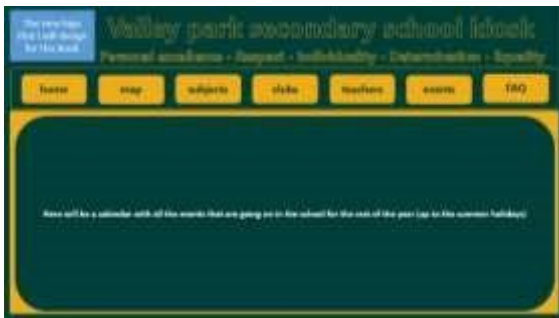 The new logo
that I will design
for the kiosk
Valley park secondary school kiosk
Personal excellence - Respect - Individuality - Determination - Equality
home map subjects clubs teachers events FAQ
Here will be a calendar with all the events that are going on in the school for the rest of the year (up to the summer holidays)